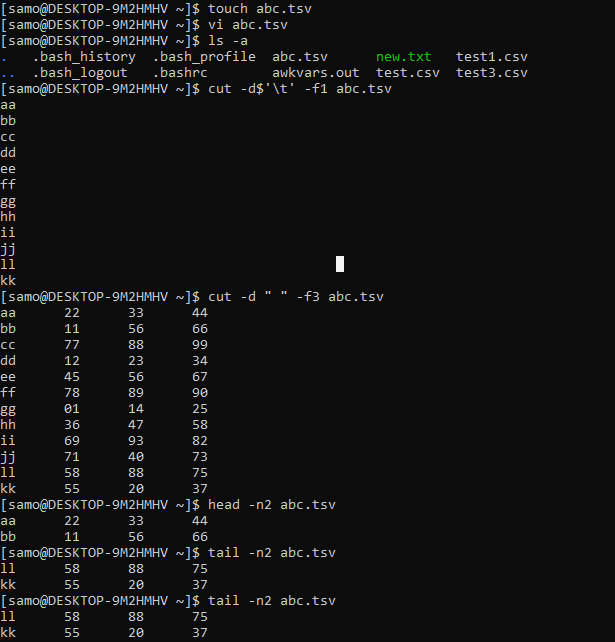 [samo@DESKTOP-9M2HMHV ~]$ touch abc.tsv
[samo@DESKTOP-9M2HMHV ~]$ vi abc.tsv
[samo@DESKTOP-9M2HMHV ~]$ ls -a
.   .bash_history  .bash_profile  abc.tsv      new.txt   test1.csv
..  .bash_logout   .bashrc        awkvars.out  test.csv  test3.csv
[samo@DESKTOP-9M2HMHV ~]$ cut -d$'\t' -f1 abc.tsv
aa
bb
cc
dd
ee
ff
gg
hh
ii
jj
ll
kk
[samo@DESKTOP-9M2HMHV ~]$ cut -d " " -f3 abc.tsv
aa      22      33      44
bb      11      56      66
cc      77      88      99
dd      12      23      34
ee      45      56      67
ff      78      89      90
gg      01      14      25
hh      36      47      58
ii      69      93      82
jj      71      40      73
ll      58      88      75
kk      55      20      37
[samo@DESKTOP-9M2HMHV ~]$ head -n2 abc.tsv
aa      22      33      44
bb      11      56      66
[samo@DESKTOP-9M2HMHV ~]$ tail -n2 abc.tsv
ll      58      88      75
kk      55      20      37
[samo@DESKTOP-9M2HMHV ~]$ tail -n2 abc.tsv
ll      58      88      75
kk      55      20      37